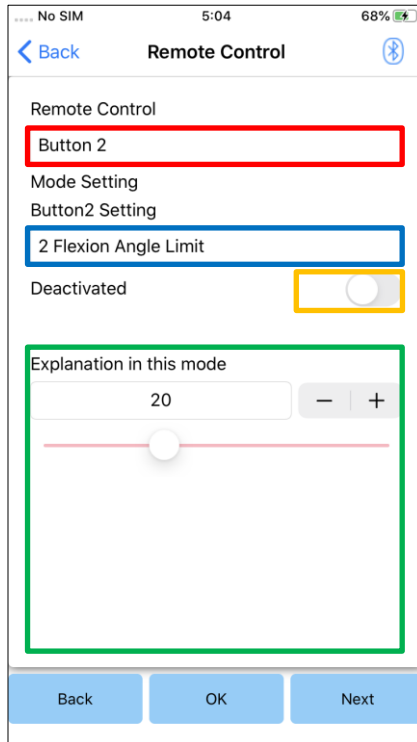 .... No SIM 5:04 68%
Back Remote Control
Remote Control
Button 2
Mode Setting
Button2 Setting
2 Flexion Angle Limit
Deactivated
Explanation in this mode
20 − +
Back OK Next